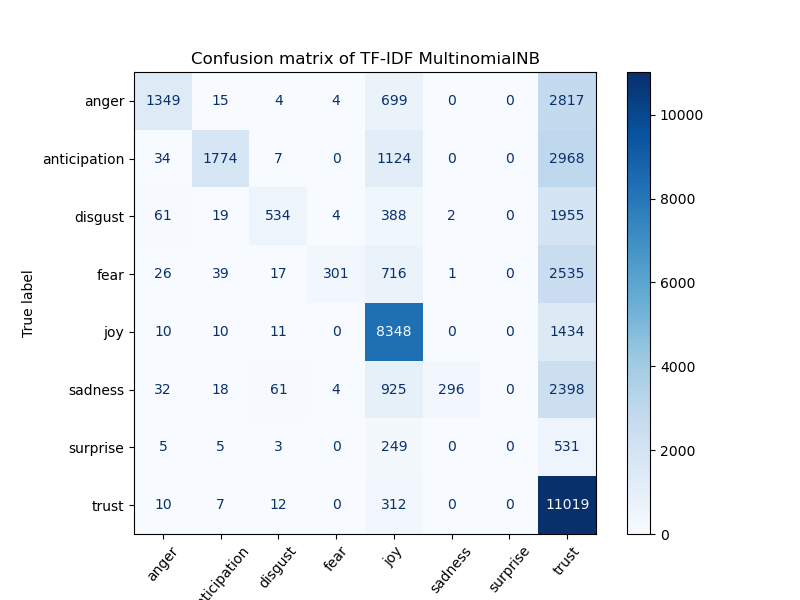 Confusion matrix of TF-IDF MultinomialNB
anger 1349 15 4 4 699 0 0 2817
anticipation 34 1774 7 0 1124 0 0 2968
disgust 61 19 534 4 388 2 0 1955
fear 26 39 17 301 716 1 0 2535
joy 10 10 11 0 8348 0 0 1434
sadness 32 18 61 4 925 296 0 2398
surprise 5 5 3 0 249 0 0 531
trust 10 7 12 0 312 0 0 11019
True label
anger ticipation disgust fear joy sadness surprise trust
10000
8000
6000
4000
2000
0